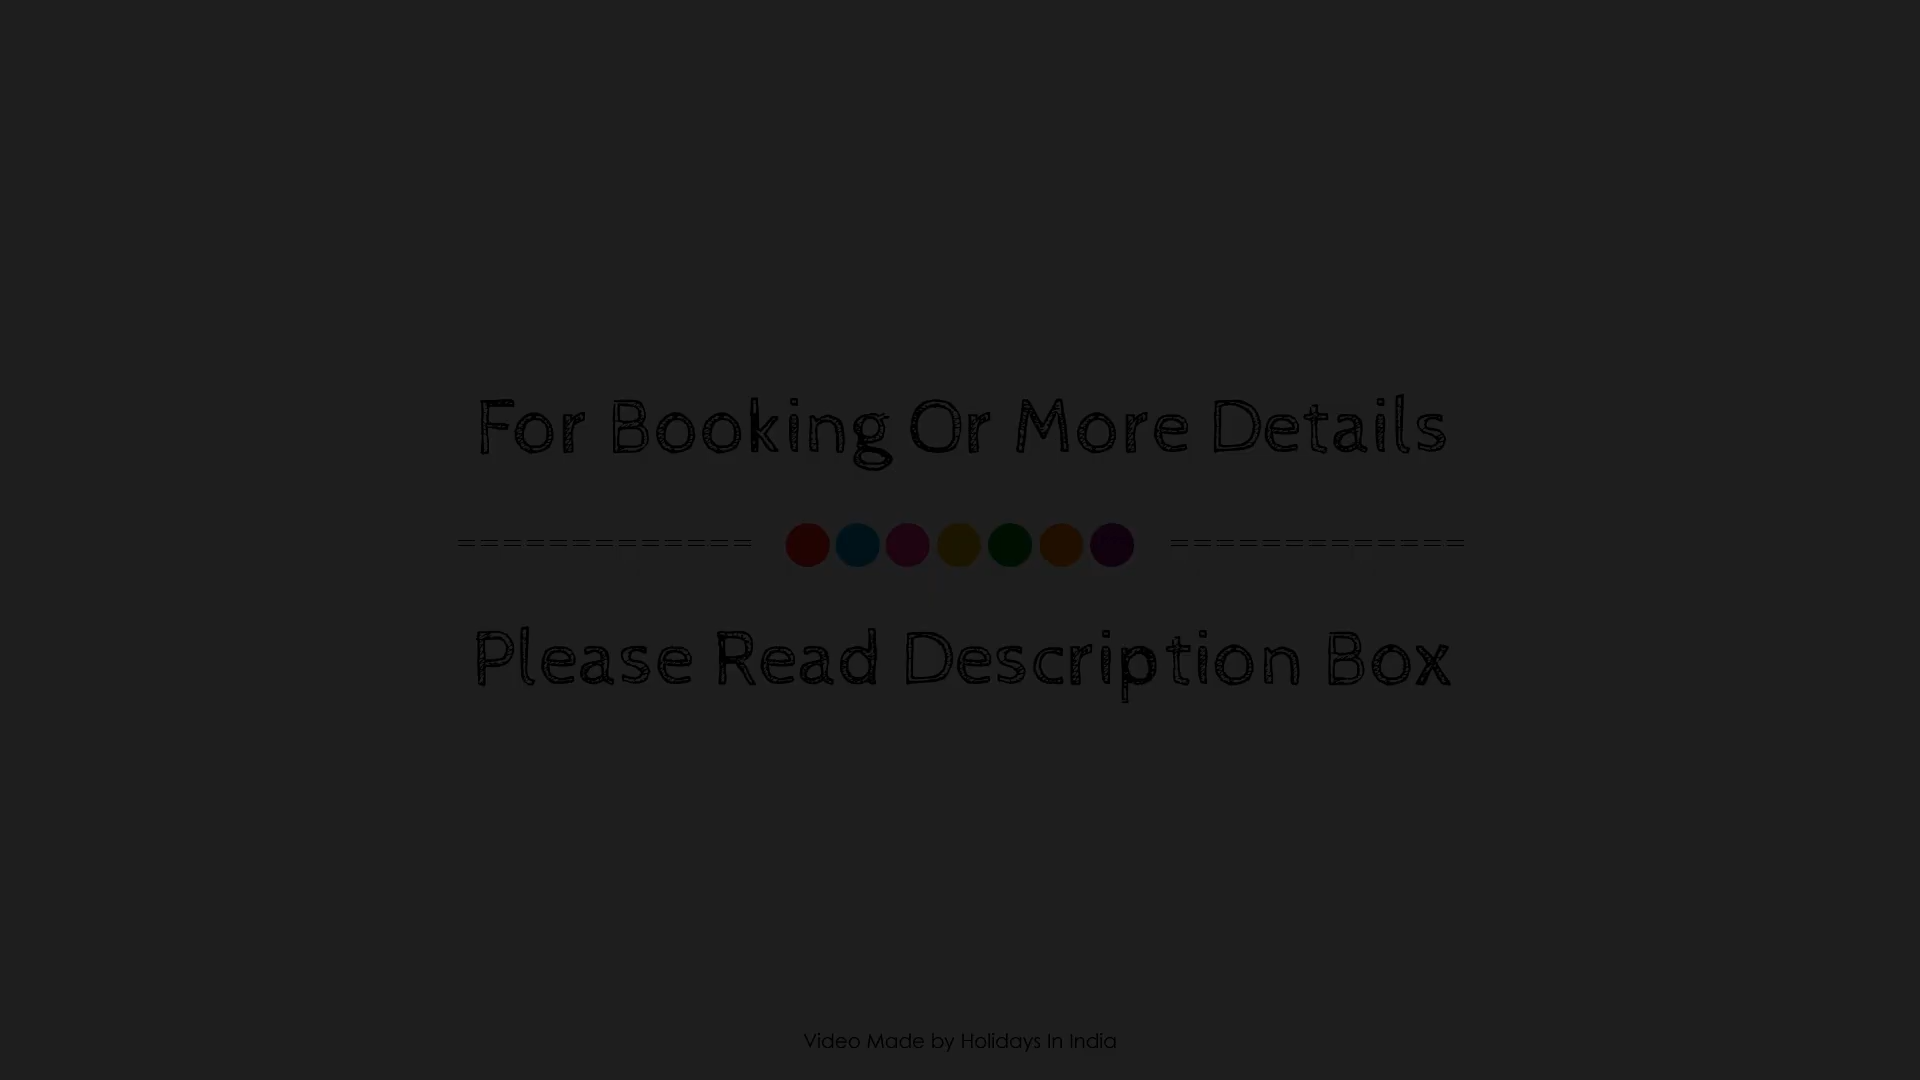 For Booking Or More Details
============= =============
Please Read Description Box
Video Made by Holidays In India